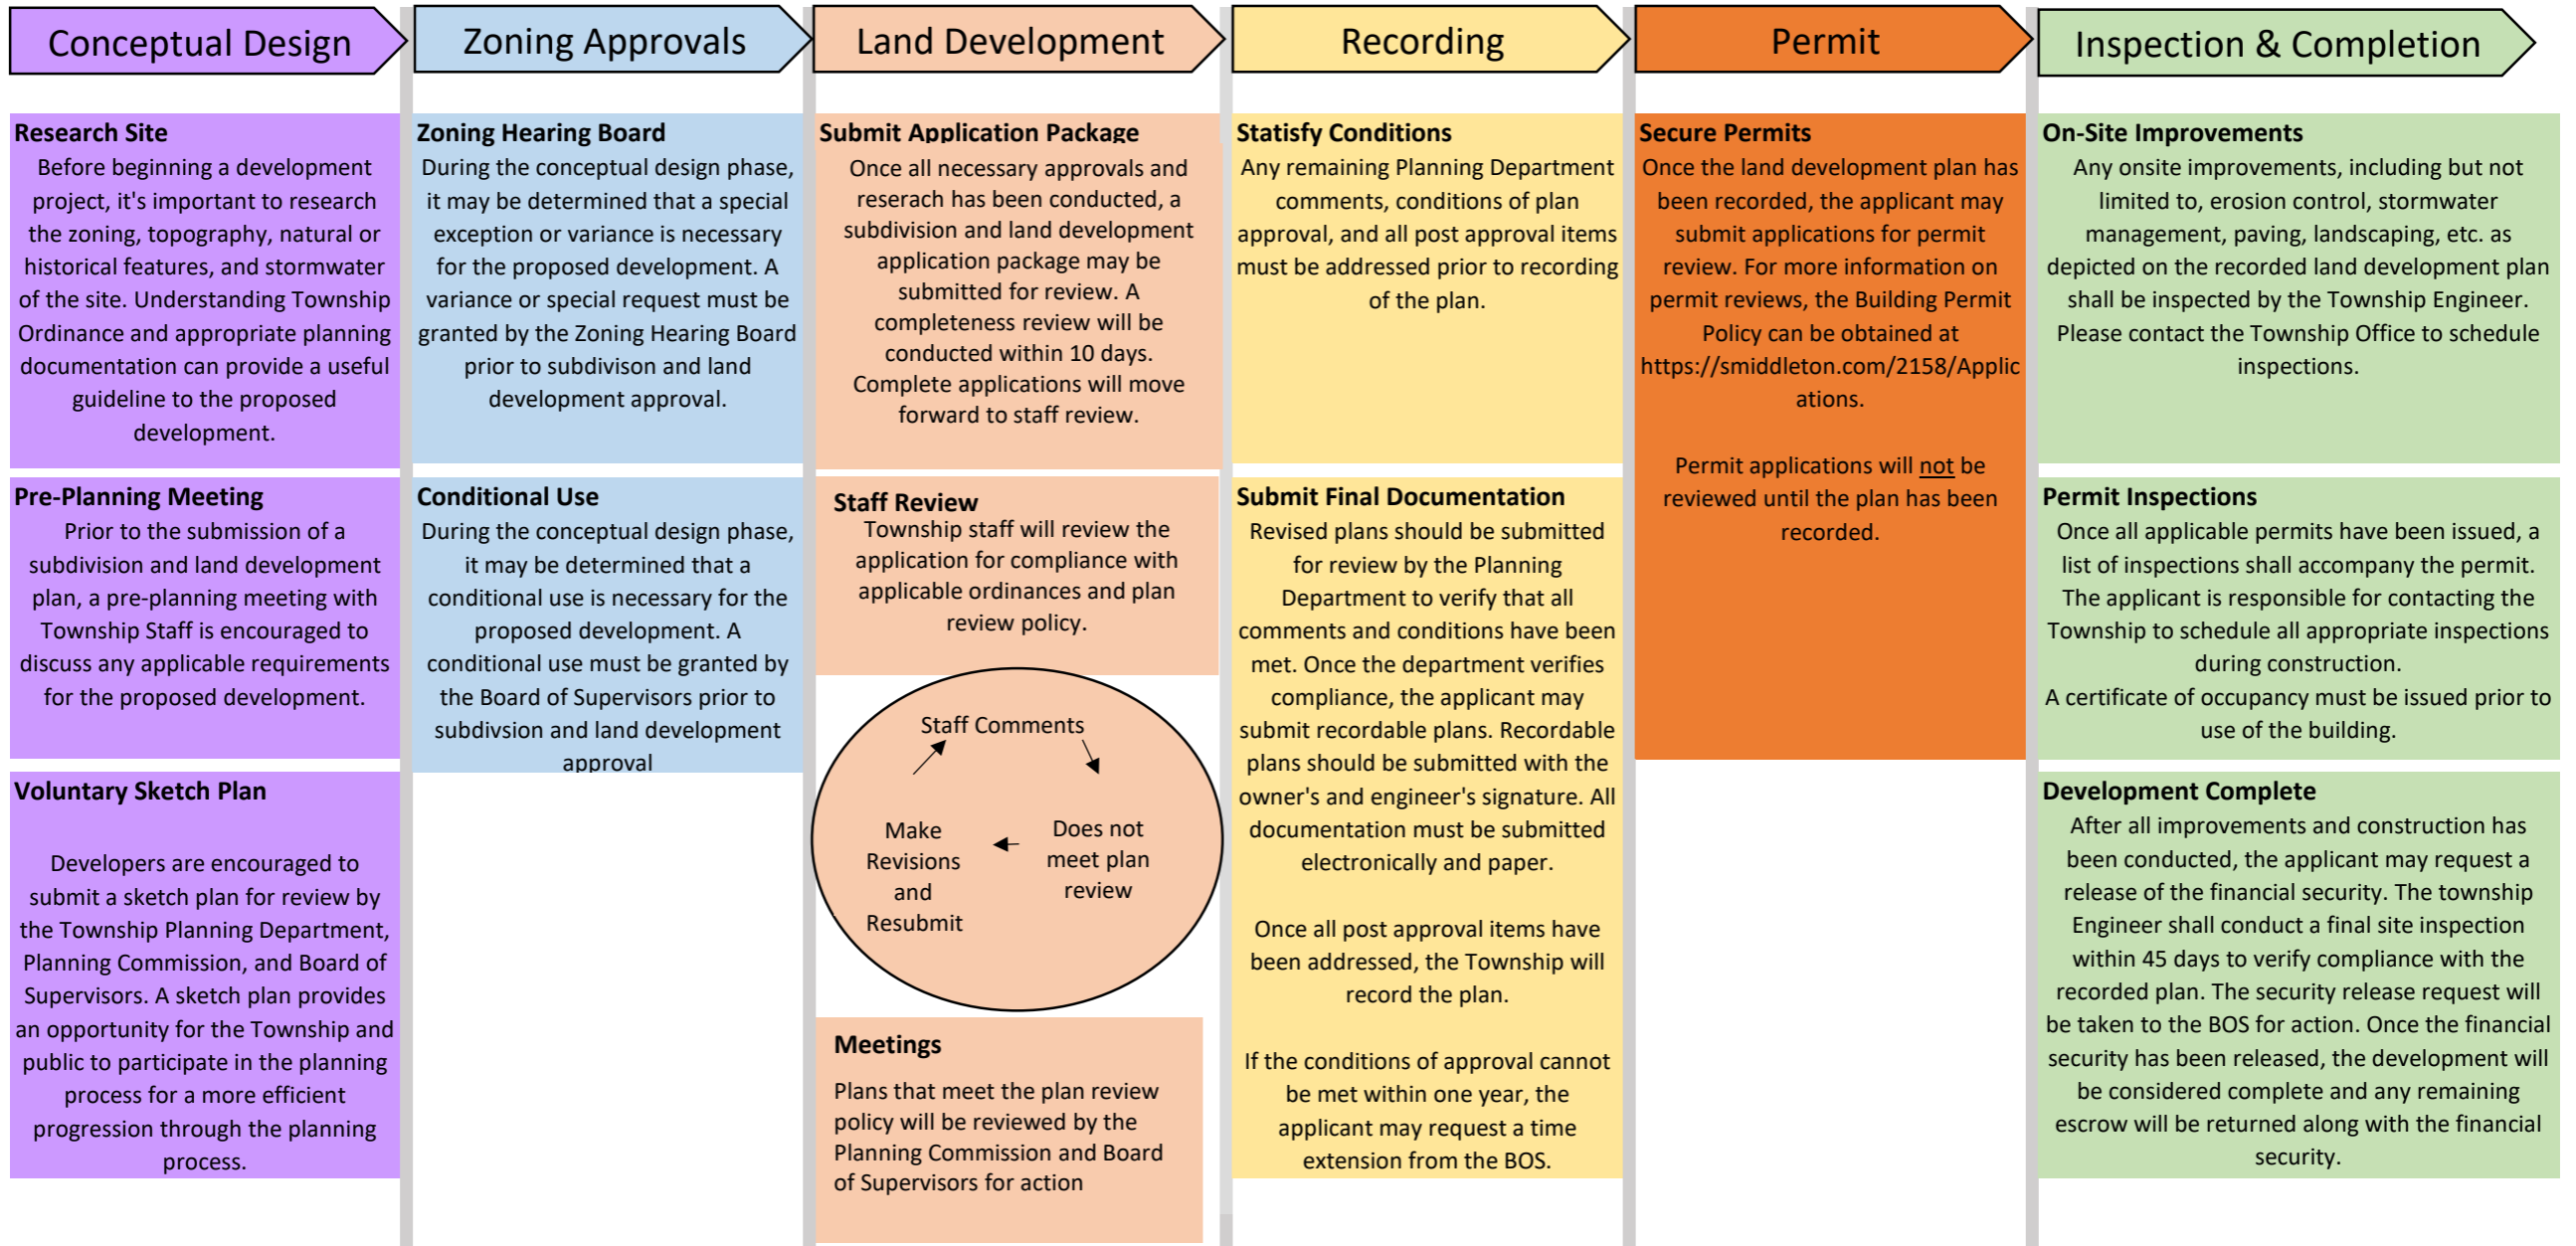 Conceptual Design
Zoning Approvals
Land Development
Recording
Permit
Inspection & Completion
Research Site
Before beginning a development
project, it's important to research
the zoning, topography, natural or
historical features, and stormwater
of the site. Understanding Township
Ordinance and appropriate planning
documentation can provide a useful
guideline to the proposed
development.
Pre-Planning Meeting
Prior to the submission of a
subdivision and land development
plan, a pre-planning meeting with
Township Staff is encouraged to
discuss any applicable requirements
for the proposed development.
Voluntary Sketch Plan
Developers are encouraged to
submit a sketch plan for review by
the Township Planning Department,
Planning Commission, and Board of
Supervisors. A sketch plan provides
an opportunity for the Township and
public to participate in the planning
process for a more efficient
progression through the planning
process.
Zoning Hearing Board
During the conceptual design phase,
it may be determined that a special
exception or variance is necessary
for the proposed development. A
variance or special request must be
granted by the Zoning Hearing Board
prior to subdivison and land
development approval.
Conditional Use
During the conceptual design phase,
it may be determined that a
conditional use is necessary for the
proposed development. A
conditional use must be granted by
the Board of Supervisors prior to
subdivsion and land development
approval
Submit Application Package
Once all necessary approvals and
reserach has been conducted, a
subdivision and land development
application package may be
submitted for review. A
completeness review will be
conducted within 10 days.
Complete applications will move
forward to staff review.
Staff Review
Township staff will review the
application for compliance with
applicable ordinances and plan
review policy.
Staff Comments
Does not
meet plan
review
Make
Revisions
and
Resubmit
Meetings
Plans that meet the plan review
policy will be reviewed by the
Planning Commission and Board
of Supervisors for action
Statisfy Conditions
Any remaining Planning Department
comments, conditions of plan
approval, and all post approval items
must be addressed prior to recording
of the plan.
Submit Final Documentation
Revised plans should be submitted
for review by the Planning
Department to verify that all
comments and conditions have been
met. Once the department verifies
compliance, the applicant may
submit recordable plans. Recordable
plans should be submitted with the
owner's and engineer's signature. All
documentation must be submitted
electronically and paper.
Once all post approval items have
been addressed, the Township will
record the plan.
If the conditions of approval cannot
be met within one year, the
applicant may request a time
extension from the BOS.
Secure Permits
Once the land development plan has
been recorded, the applicant may
submit applications for permit
review. For more information on
permit reviews, the Building Permit
Policy can be obtained at
https://smiddleton.com/2158/Applic
ations.
Permit applications will not be
reviewed until the plan has been
recorded.
On-Site Improvements
Any onsite improvements, including but not
limited to, erosion control, stormwater
management, paving, landscaping, etc. as
depicted on the recorded land development plan
shall be inspected by the Township Engineer.
Please contact the Township Office to schedule
inspections.
Permit Inspections
Once all applicable permits have been issued, a
list of inspections shall accompany the permit.
The applicant is responsible for contacting the
Township to schedule all appropriate inspections
during construction.
A certificate of occupancy must be issued prior to
use of the building.
Development Complete
After all improvements and construction has
been conducted, the applicant may request a
release of the financial security. The township
Engineer shall conduct a final site inspection
within 45 days to verify compliance with the
recorded plan. The security release request will
be taken to the BOS for action. Once the financial
security has been released, the development will
be considered complete and any remaining
escrow will be returned along with the financial
security.